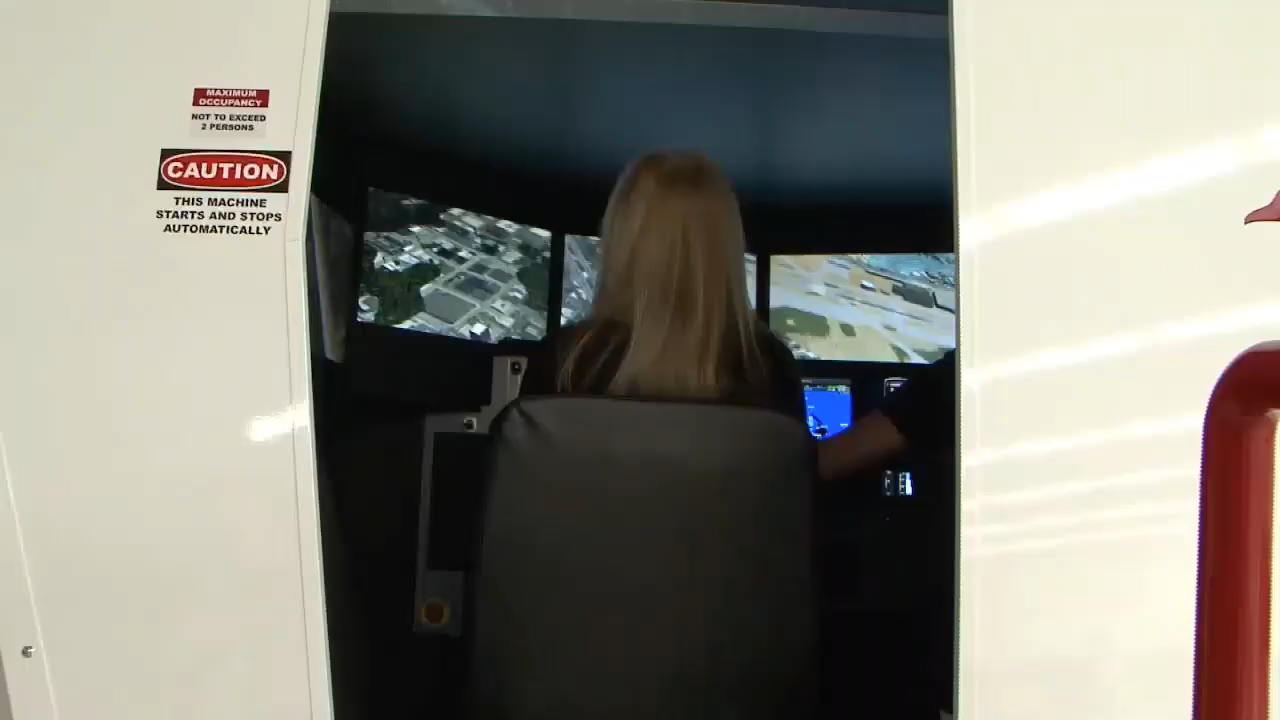 MAXIMUM
OCCUPANCY
NOT TO EXCEED
2 PERSONS
CAUTION
THIS MACHINE
STARTS AND STOPS
AUTOMATICALLY